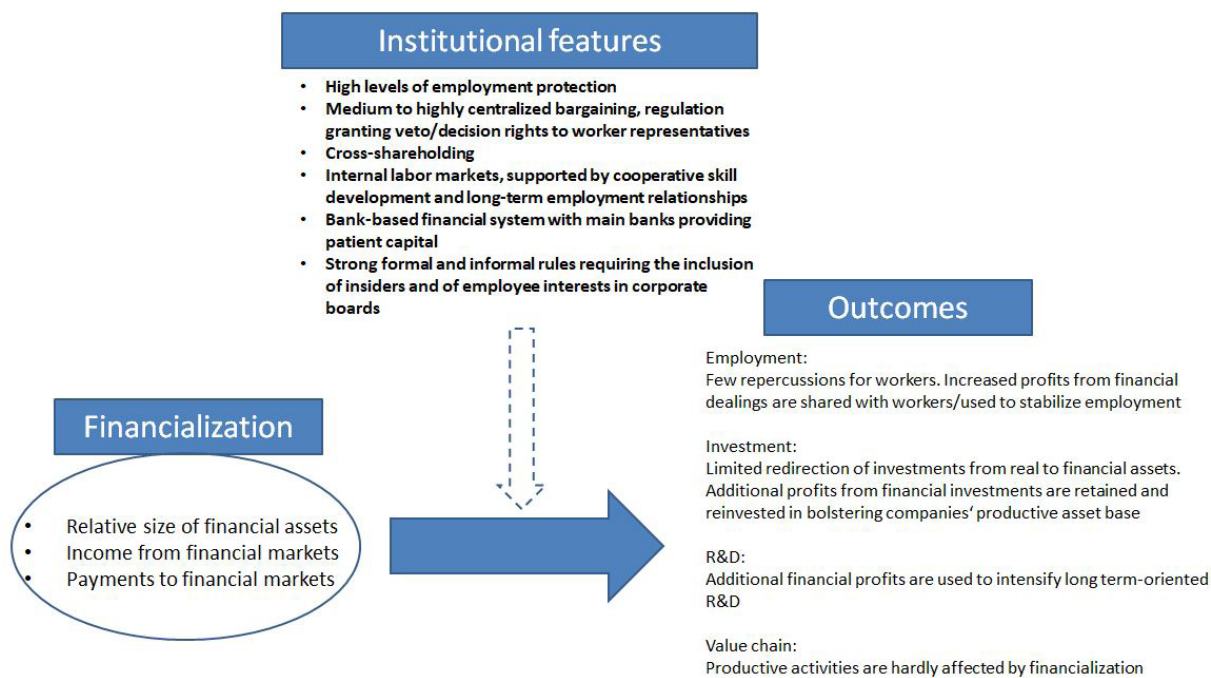 Institutional features
• High levels of employment protection
• Medium to highly centralized bargaining, regulation
granting veto/decision rights to worker representatives
• Cross-shareholding
• Internal labor markets, supported by cooperative skill
development and long-term employment relationships
• Bank-based financial system with main banks providing
patient capital
• Strong formal and informal rules requiring the inclusion
of insiders and of employee interests in corporate
boards
Financialization
• Relative size of financial assets
• Income from financial markets
• Payments to financial markets
Outcomes
Employment:
Few repercussions for workers. Increased profits from financial
dealings are shared with workers/used to stabilize employment
Investment:
Limited redirection of investments from real to financial assets.
Additional profits from financial investments are retained and
reinvested in bolstering companies‘ productive asset base
R&D:
Additional financial profits are used to intensify long term-oriented
R&D
Value chain:
Productive activities are hardly affected by financialization